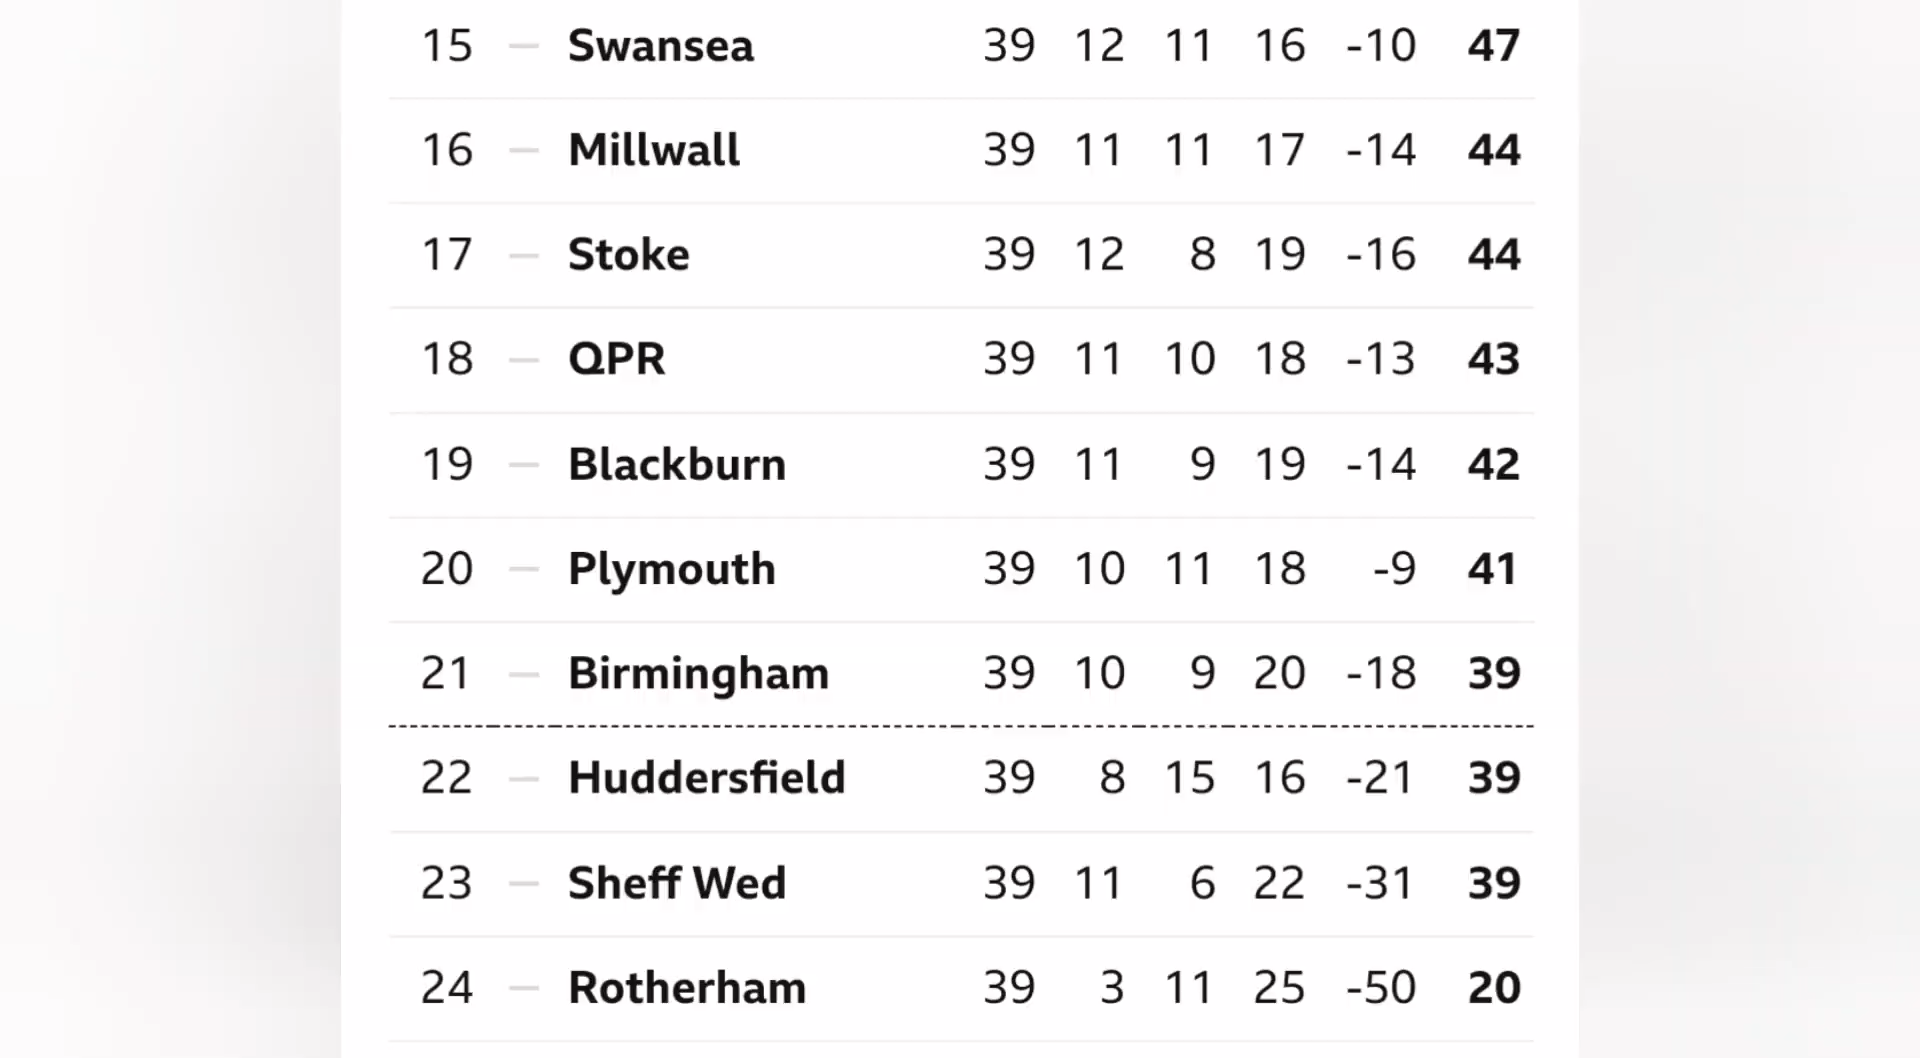 15 — Swansea 39 12 11 16 -10 47
16 — Millwall 39 11 11 17 -14 44
17 — Stoke 39 12 8 19 -16 44
18 — QPR 39 11 10 18 -13 43
19 — Blackburn 39 11 9 19 -14 42
20 — Plymouth 39 10 11 18 -9 41
21 — Birmingham 39 10 9 20 -18 39
22 — Huddersfield 39 8 15 16 -21 39
23 — Sheff Wed 39 11 6 22 -31 39
24 — Rotherham 39 3 11 25 -50 20